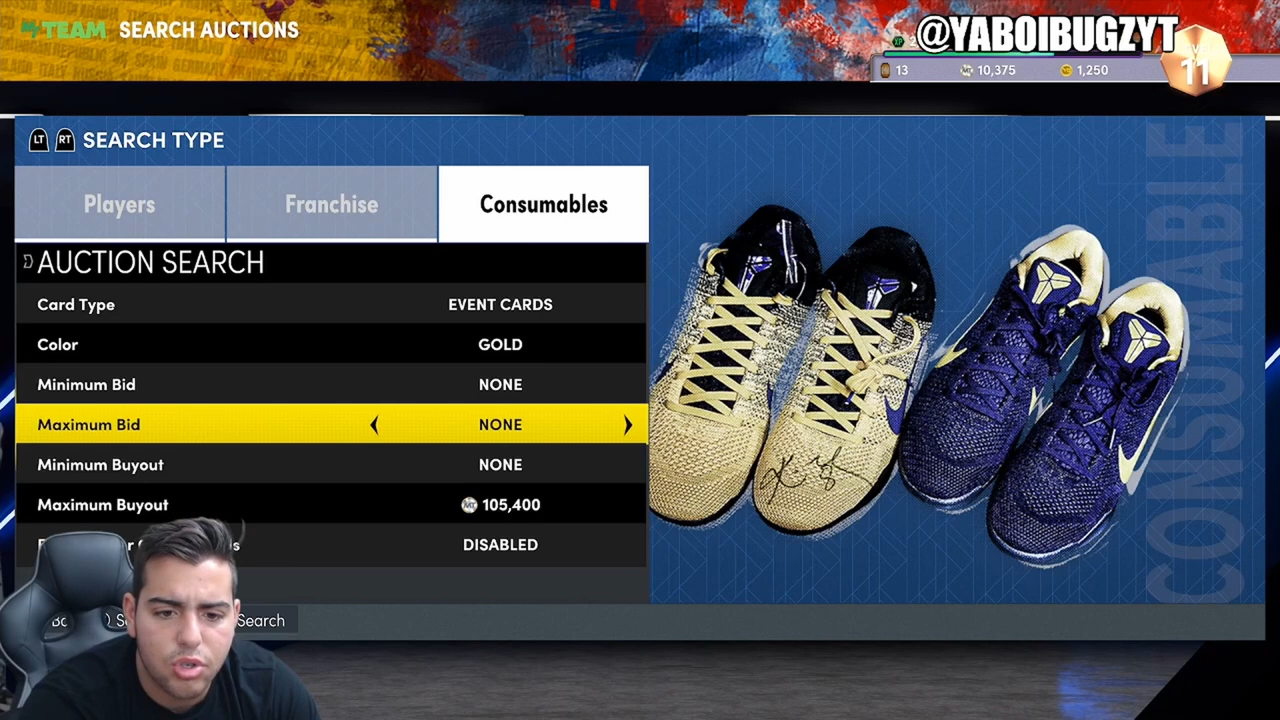 TEAM SEARCH AUCTIONS
@YABOIBUGZYT
13 10,375 1,250
11
LT RT SEARCH TYPE
Players Franchise Consumables
AUCTION SEARCH
Card Type EVENT CARDS
Color GOLD
Minimum Bid NONE
Maximum Bid NONE
Minimum Buyout NONE
Maximum Buyout MT 105,400
DISABLED
Search
CONSUMABLE